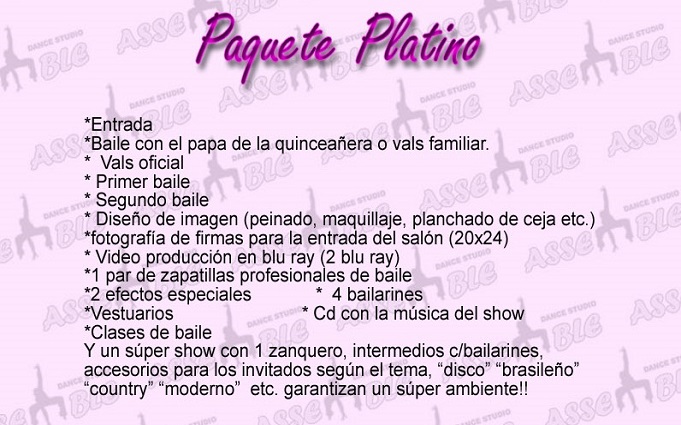 Paquete Platino
*Entrada
*Baile con el papa de la quinceañera o vals familiar.
*  Vals oficial
* Primer baile
* Segundo baile
* Diseño de imagen (peinado, maquillaje, planchado de ceja etc.)
*fotografía de firmas para la entrada del salón (20x24)
* Video producción en blu ray (2 blu ray)
*1 par de zapatillas profesionales de baile
*2 efectos especiales * 4 bailarines
*Vestuarios * Cd con la música del show
*Clases de baile
Y un súper show con 1 zanquero, intermedios c/bailarines,
accesorios para los invitados según el tema, “disco” “brasileño”
“country” “moderno”  etc. garantizan un súper ambiente!!
ASSEMBLE DANCE STUDIO